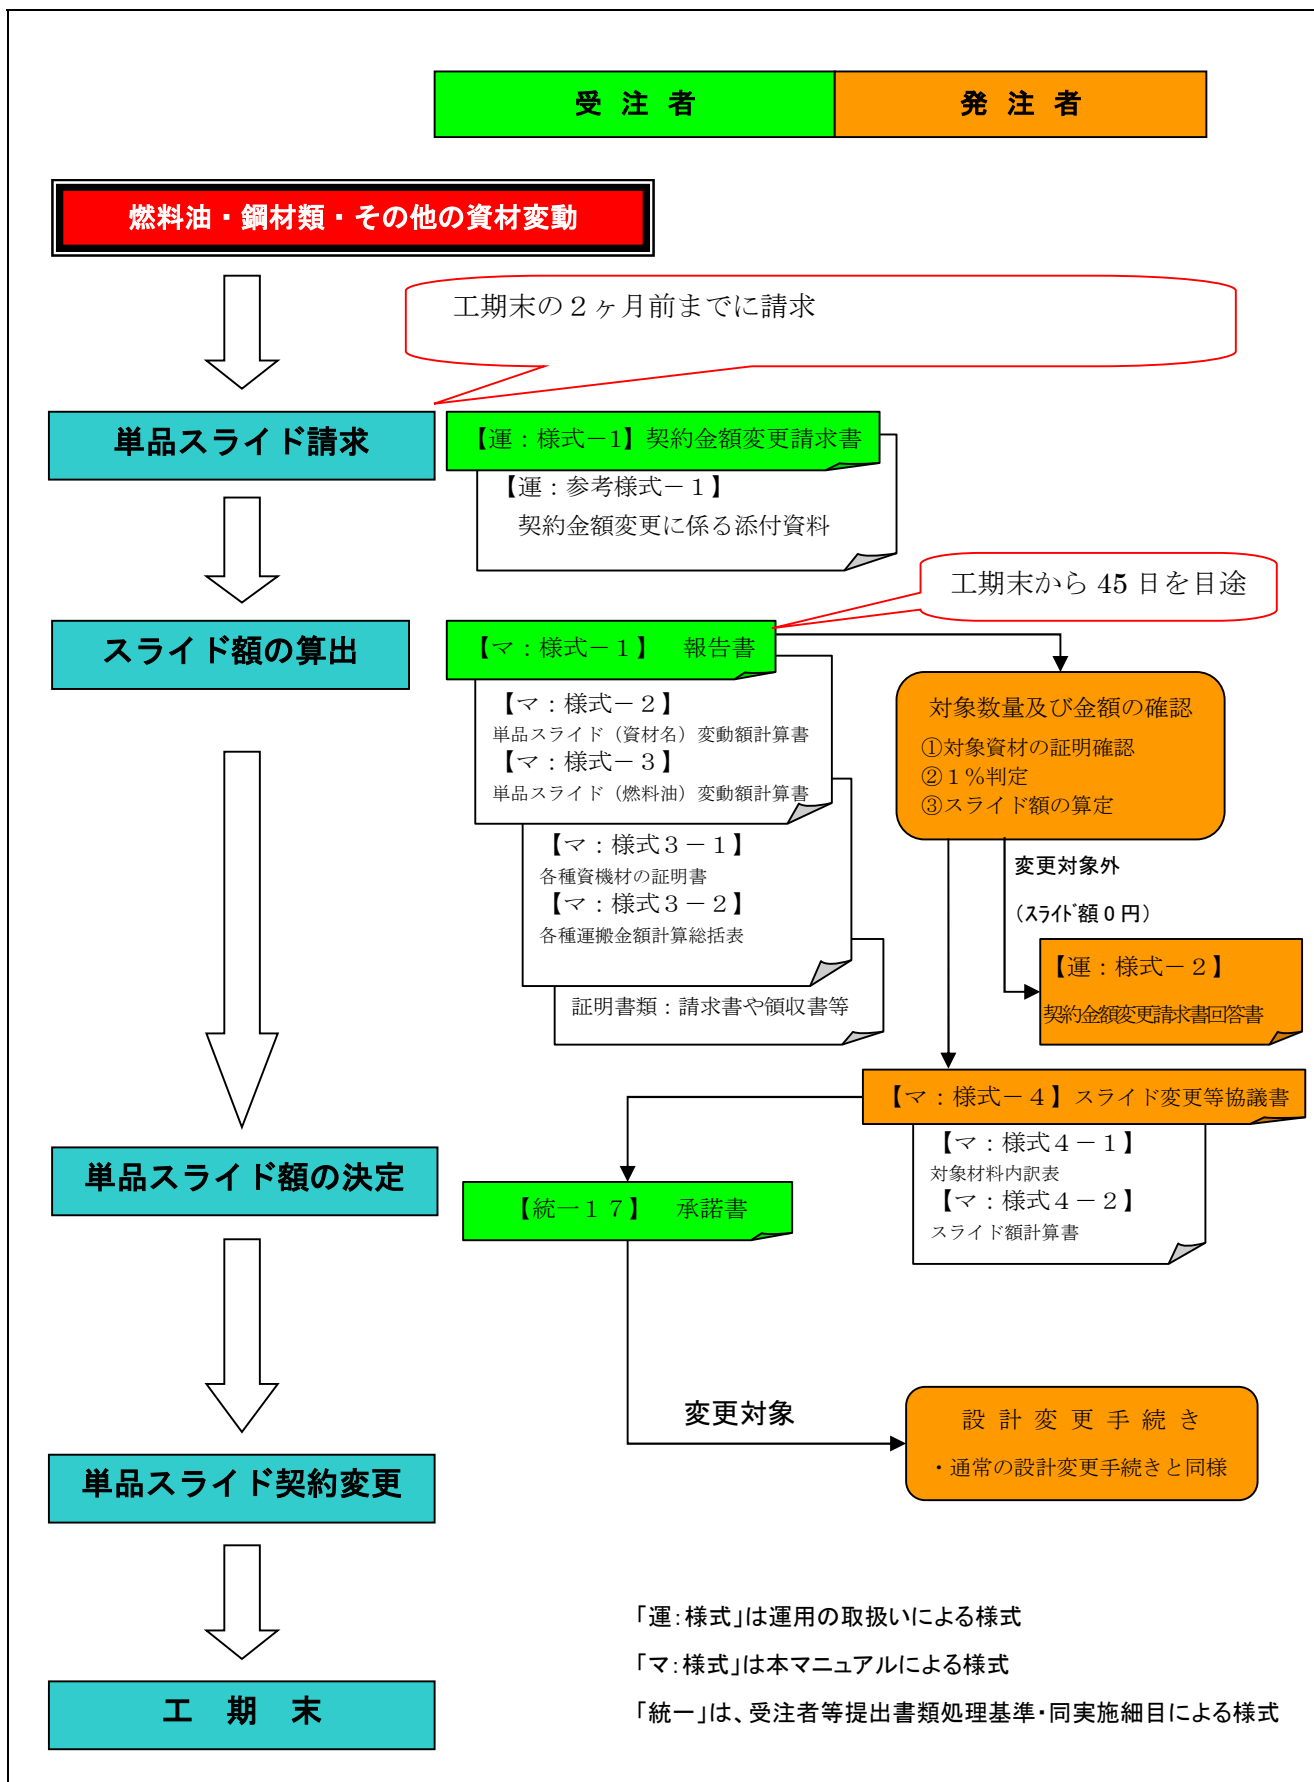 受注者
発注者
燃料油・鋼材類・その他の資材変動
工期末の２ヶ月前までに請求
単品スライド請求
【運：様式－1】契約金額変更請求書
【運：参考様式－１】
契約金額変更に係る添付資料
工期末から 45 日を目途
スライド額の算出
【マ：様式－１】　報告書
【マ：様式－２】
単品スライド（資材名）変動額計算書
【マ：様式－３】
単品スライド（燃料油）変動額計算書
【マ：様式３－１】
各種資機材の証明書
【マ：様式３－２】
各種運搬金額計算総括表
証明書類：請求書や領収書等
対象数量及び金額の確認
①対象資材の証明確認
②１％判定
③スライド額の算定
変更対象外
（ｽﾗｲﾄﾞ額０円）
【運：様式－２】
契約金額変更請求書回答書
【マ：様式－４】スライド変更等協議書
【マ：様式４－１】
対象材料内訳表
【マ：様式４－２】
スライド額計算書
単品スライド額の決定
【統一１７】　承諾書
変更対象
設計変更手続き
・通常の設計変更手続きと同様
単品スライド契約変更
工期末
「運：様式」は運用の取扱いによる様式
「マ：様式」は本マニュアルによる様式
「統一」は、受注者等提出書類処理基準・同実施細目による様式